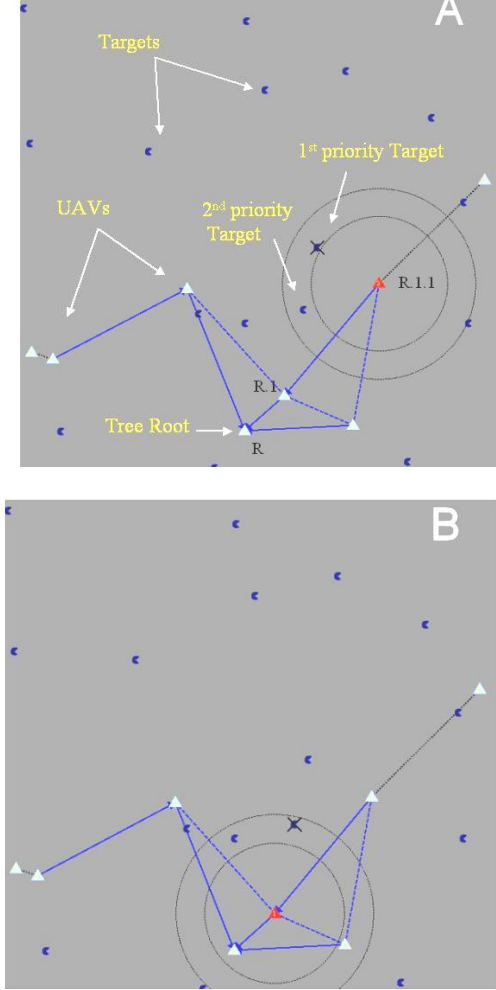 A
Targets
1st priority Target
UAVs
2nd priority
Target
R.1.1
R.1
Tree Root
R
B